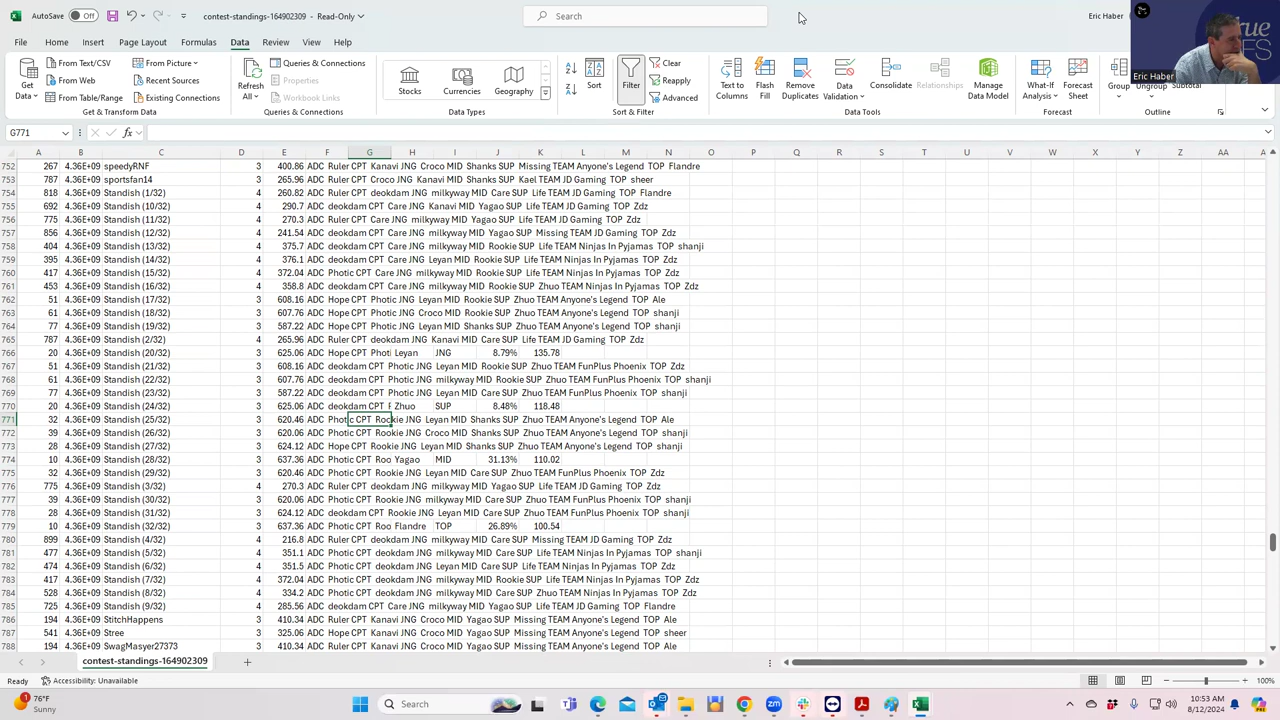 AutoSave Off contest-standings-164902309 - Read-Only Search Eric Haber
File Home Insert Page Layout Formulas Data Review View Help
Get Data From Text/CSV From Web From Table/Range From Picture Recent Sources Existing Connections Refresh All Queries & Connections Properties Workbook Links Stocks Currencies Geography Sort Filter Clear Reapply Advanced Text to Columns Flash Fill Remove Duplicates Data Validation Consolidate Relationships Manage Data Model What-If Analysis Forecast Sheet Group Ungroup Subtotal
Get & Transform Data Queries & Connections Data Types Sort & Filter Data Tools Forecast Outline
Eric Haber
G771 fx
A B C D E F G H I J K L M N O P Q R S T U V W X Y Z AA
752 267 4.36E+09 speedyRNF 3 400.86 ADC Ruler CPT Kanavi JNG Croco MID Shanks SUP Missing TEAM Anyone's Legend TOP Flandre
753 787 4.36E+09 sportsfan14 3 265.96 ADC Ruler CPT Croco JNG Kanavi MID Shanks SUP Kael TEAM JD Gaming TOP sheer
754 818 4.36E+09 Standish (1/32) 4 260.82 ADC Ruler CPT deokdam JNG milkyway MID Care SUP Life TEAM JD Gaming TOP Flandre
755 692 4.36E+09 Standish (10/32) 4 290.7 ADC deokdam CPT Care JNG Kanavi MID Yagao SUP Life TEAM JD Gaming TOP Zdz
756 775 4.36E+09 Standish (11/32) 4 270.3 ADC Ruler CPT Care JNG milkyway MID Yagao SUP Life TEAM JD Gaming TOP Zdz
757 856 4.36E+09 Standish (12/32) 4 241.54 ADC deokdam CPT Care JNG milkyway MID Yagao SUP Missing TEAM JD Gaming TOP Zdz
758 404 4.36E+09 Standish (13/32) 4 375.7 ADC deokdam CPT Care JNG milkyway MID Rookie SUP Life TEAM Ninjas In Pyjamas TOP shanji
759 395 4.36E+09 Standish (14/32) 4 376.1 ADC deokdam CPT Care JNG Leyan MID Rookie SUP Life TEAM Ninjas In Pyjamas TOP Zdz
760 417 4.36E+09 Standish (15/32) 4 372.04 ADC Photic CPT Care JNG milkyway MID Rookie SUP Life TEAM Ninjas In Pyjamas TOP Zdz
761 453 4.36E+09 Standish (16/32) 4 358.8 ADC deokdam CPT Care JNG milkyway MID Rookie SUP Zhuo TEAM Ninjas In Pyjamas TOP Zdz
762 51 4.36E+09 Standish (17/32) 3 608.16 ADC Hope CPT Photic JNG Leyan MID Rookie SUP Zhuo TEAM Anyone's Legend TOP Ale
763 61 4.36E+09 Standish (18/32) 3 607.76 ADC Hope CPT Photic JNG Croco MID Rookie SUP Zhuo TEAM Anyone's Legend TOP shanji
764 77 4.36E+09 Standish (19/32) 3 587.22 ADC Hope CPT Photic JNG Leyan MID Shanks SUP Zhuo TEAM Anyone's Legend TOP shanji
765 787 4.36E+09 Standish (2/32) 4 265.96 ADC Ruler CPT deokdam JNG Kanavi MID Care SUP Life TEAM JD Gaming TOP Zdz
766 20 4.36E+09 Standish (20/32) 3 625.06 ADC Hope CPT Phot Leyan JNG 8.79% 135.78
767 51 4.36E+09 Standish (21/32) 3 608.16 ADC deokdam CPT Photic JNG Leyan MID Rookie SUP Zhuo TEAM FunPlus Phoenix TOP Zdz
768 61 4.36E+09 Standish (22/32) 3 607.76 ADC deokdam CPT Photic JNG milkyway MID Rookie SUP Zhuo TEAM FunPlus Phoenix TOP shanji
769 77 4.36E+09 Standish (23/32) 3 587.22 ADC deokdam CPT Photic JNG Leyan MID Care SUP Zhuo TEAM FunPlus Phoenix TOP shanji
770 20 4.36E+09 Standish (24/32) 3 625.06 ADC deokdam CPT Zhuo SUP 8.48% 118.48
771 32 4.36E+09 Standish (25/32) 3 620.46 ADC Photic CPT Rookie JNG Leyan MID Shanks SUP Zhuo TEAM Anyone's Legend TOP Ale
772 39 4.36E+09 Standish (26/32) 3 620.06 ADC Photic CPT Rookie JNG Croco MID Shanks SUP Zhuo TEAM Anyone's Legend TOP shanji
773 28 4.36E+09 Standish (27/32) 3 624.12 ADC Hope CPT Rookie JNG Leyan MID Shanks SUP Zhuo TEAM Anyone's Legend TOP shanji
774 10 4.36E+09 Standish (28/32) 3 637.36 ADC Photic CPT Roo Yagao MID 31.13% 110.02
775 32 4.36E+09 Standish (29/32) 3 620.46 ADC Photic CPT Rookie JNG Leyan MID Care SUP Zhuo TEAM FunPlus Phoenix TOP Zdz
776 775 4.36E+09 Standish (3/32) 4 270.3 ADC Ruler CPT deokdam JNG milkyway MID Yagao SUP Life TEAM JD Gaming TOP Zdz
777 39 4.36E+09 Standish (30/32) 3 620.06 ADC Photic CPT Rookie JNG milkyway MID Care SUP Zhuo TEAM FunPlus Phoenix TOP shanji
778 28 4.36E+09 Standish (31/32) 3 624.12 ADC deokdam CPT Rookie JNG Leyan MID Care SUP Zhuo TEAM FunPlus Phoenix TOP shanji
779 10 4.36E+09 Standish (32/32) 3 637.36 ADC Photic CPT Roo Flandre TOP 26.89% 100.54
780 899 4.36E+09 Standish (4/32) 4 216.8 ADC Ruler CPT deokdam JNG milkyway MID Care SUP Missing TEAM JD Gaming TOP Zdz
781 477 4.36E+09 Standish (5/32) 4 351.1 ADC Photic CPT deokdam JNG milkyway MID Care SUP Life TEAM Ninjas In Pyjamas TOP shanji
782 474 4.36E+09 Standish (6/32) 4 351.5 ADC Photic CPT deokdam JNG Leyan MID Care SUP Life TEAM Ninjas In Pyjamas TOP Zdz
783 417 4.36E+09 Standish (7/32) 4 372.04 ADC Photic CPT deokdam JNG milkyway MID Rookie SUP Life TEAM Ninjas In Pyjamas TOP Zdz
784 528 4.36E+09 Standish (8/32) 4 334.2 ADC Photic CPT deokdam JNG milkyway MID Care SUP Zhuo TEAM Ninjas In Pyjamas TOP Zdz
785 725 4.36E+09 Standish (9/32) 4 285.56 ADC deokdam CPT Care JNG milkyway MID Yagao SUP Life TEAM JD Gaming TOP Flandre
786 194 4.36E+09 StitchHappens 3 410.34 ADC Ruler CPT Kanavi JNG Croco MID Yagao SUP Missing TEAM Anyone's Legend TOP Ale
787 541 4.36E+09 Stree 3 325.06 ADC Hope CPT Kanavi JNG Croco MID Yagao SUP Missing TEAM Anyone's Legend TOP sheer
788 194 4.36E+09 SwagMasyer27373 3 410.34 ADC Ruler CPT Kanavi JNG Croco MID Yagao SUP Missing TEAM Anyone's Legend TOP Ale
contest-standings-164902309
Ready Accessibility: Unavailable 100%
76°F Sunny Search 10:53 AM 8/12/2024